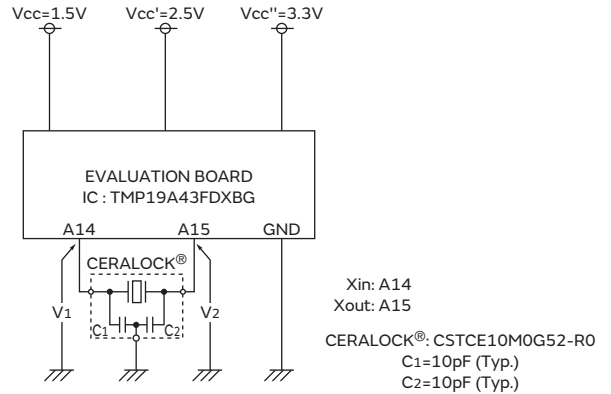 Vcc=1.5V Vcc'=2.5V Vcc"=3.3V
EVALUATION BOARD
IC : TMP19A43FDXBG
A14 A15 GND
CERALOCK®
V1 C1 C2 V2
Xin: A14
Xout: A15
CERALOCK®: CSTCE10M0G52-R0
C1=10pF (Typ.)
C2=10pF (Typ.)